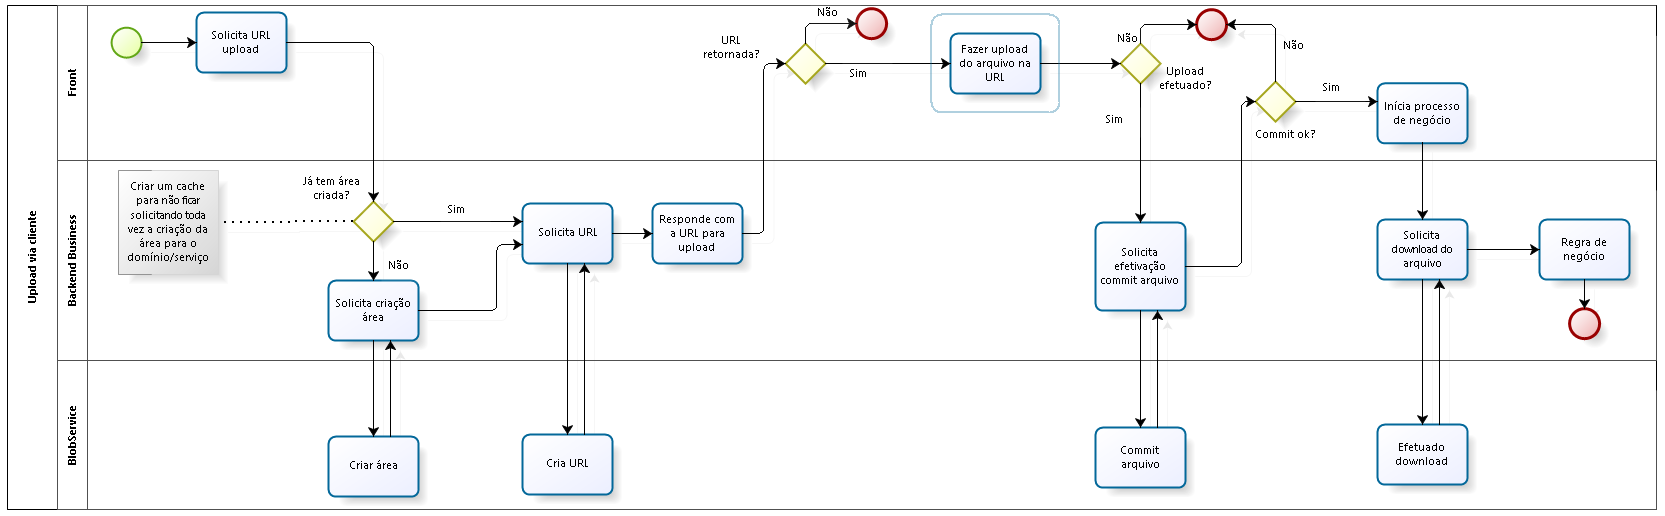 Upload via cliente
Front
Solicita URL
upload
URL
retornada?
Não
Sim
Fazer upload
do arquivo na
URL
Não
Upload
efetuado?
Sim
Não
Commit ok?
Sim
Inícia processo
de negócio
Backend Business
Criar um cache
para não ficar
solicitando toda
vez a criação da
área para o
domínio/serviço
Já tem área
criada?
Sim
Não
Solicita criação
área
Solicita URL
Responde com
a URL para
upload
Solicita
efetivação
commit arquivo
Solicita
download do
arquivo
Regra de
negócio
BlobService
Criar área
Cria URL
Commit
arquivo
Efetuado
download